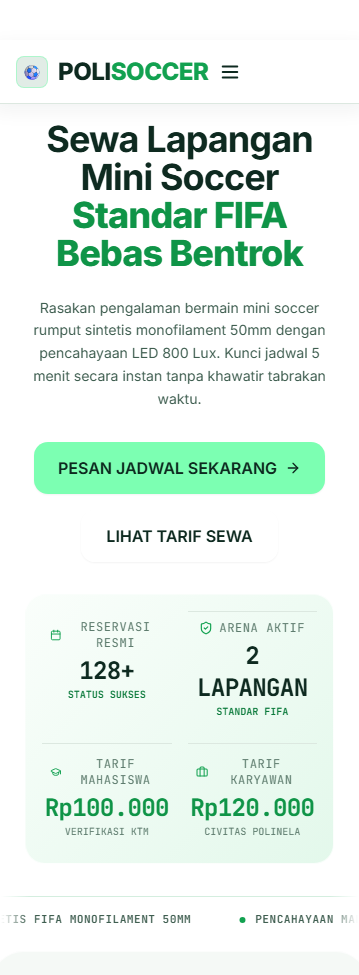 POLISOCCER
Sewa Lapangan
Mini Soccer
Standar FIFA
Bebas Bentrok
Rasakan pengalaman bermain mini soccer
rumput sintetis monofilament 50mm dengan
pencahayaan LED 800 Lux. Kunci jadwal 5
menit secara instan tanpa khawatir tabrakan
waktu.
PESAN JADWAL SEKARANG →
LIHAT TARIF SEWA
RESERVASI
RESMI
128+
STATUS SUKSES
ARENA AKTIF
2
LAPANGAN
STANDAR FIFA
TARIF
MAHASISWA
Rp100.000
VERIFIKASI KTM
TARIF
KARYAWAN
Rp120.000
CIVITAS POLINELA
TIS FIFA MONOFILAMENT 50MM ● PENCAHAYAAN MA